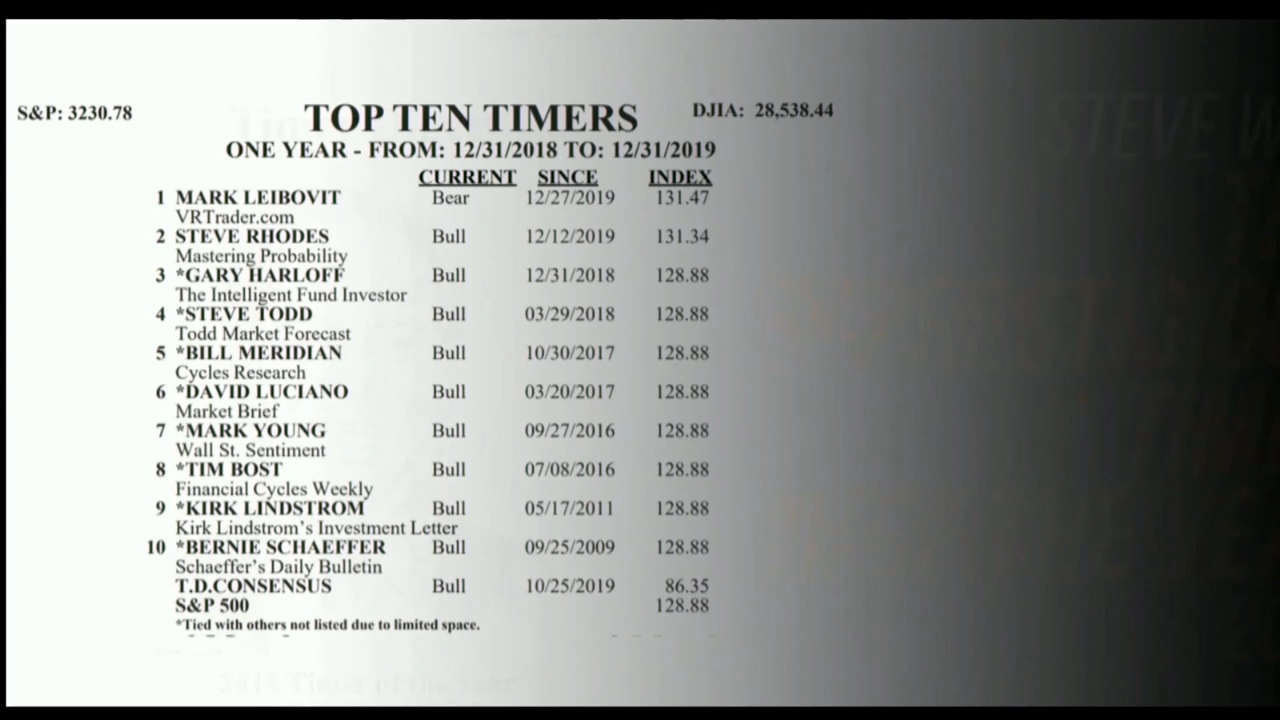 S&P: 3230.78
TOP TEN TIMERS
DJIA: 28,538.44
ONE YEAR - FROM: 12/31/2018 TO: 12/31/2019
CURRENT SINCE INDEX
1 MARK LEIBOVIT Bear 12/27/2019 131.47
VRTrader.com
2 STEVE RHODES Bull 12/12/2019 131.34
Mastering Probability
3 *GARY HARLOFF Bull 12/31/2018 128.88
The Intelligent Fund Investor
4 *STEVE TODD Bull 03/29/2018 128.88
Todd Market Forecast
5 *BILL MERIDIAN Bull 10/30/2017 128.88
Cycles Research
6 *DAVID LUCIANO Bull 03/20/2017 128.88
Market Brief
7 *MARK YOUNG Bull 09/27/2016 128.88
Wall St. Sentiment
8 *TIM BOST Bull 07/08/2016 128.88
Financial Cycles Weekly
9 *KIRK LINDSTROM Bull 05/17/2011 128.88
Kirk Lindstrom's Investment Letter
10 *BERNIE SCHAEFFER Bull 09/25/2009 128.88
Schaeffer's Daily Bulletin
T.D.CONSENSUS Bull 10/25/2019 86.35
S&P 500 128.88
*Tied with others not listed due to limited space.
STEVE